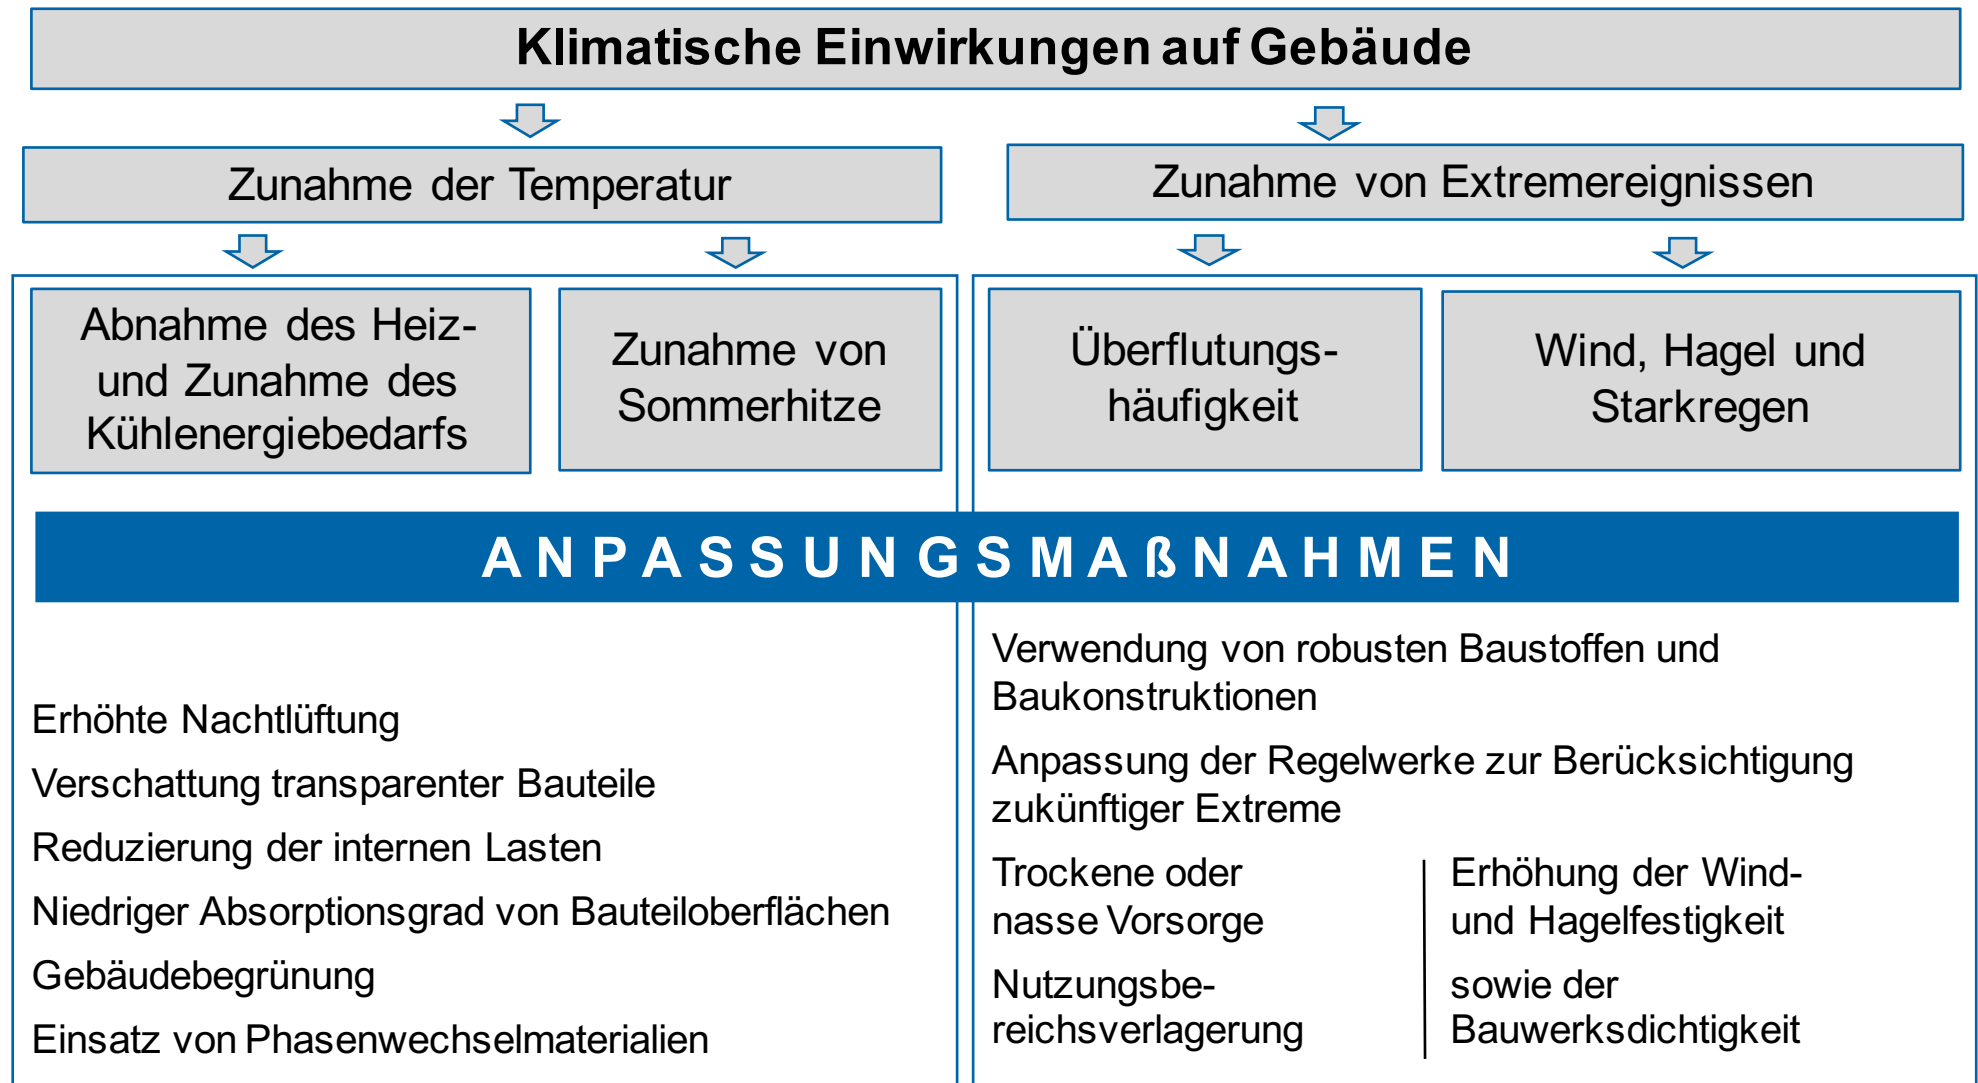 Klimatische Einwirkungen auf Gebäude
Zunahme der Temperatur
Zunahme von Extremereignissen
Abnahme des Heiz-
und Zunahme des
Kühlenergiebedarfs
Zunahme von
Sommerhitze
Überflutungs-
häufigkeit
Wind, Hagel und
Starkregen
ANPASSUNGSMAßNAHMEN
Erhöhte Nachtlüftung
Verschattung transparenter Bauteile
Reduzierung der internen Lasten
Niedriger Absorptionsgrad von Bauteiloberflächen
Gebäudebegrünung
Einsatz von Phasenwechselmaterialien
Verwendung von robusten Baustoffen und
Baukonstruktionen
Anpassung der Regelwerke zur Berücksichtigung
zukünftiger Extreme
Trockene oder
nasse Vorsorge
Nutzungsbe-
reichsverlagerung
Erhöhung der Wind-
und Hagelfestigkeit
sowie der
Bauwerksdichtigkeit